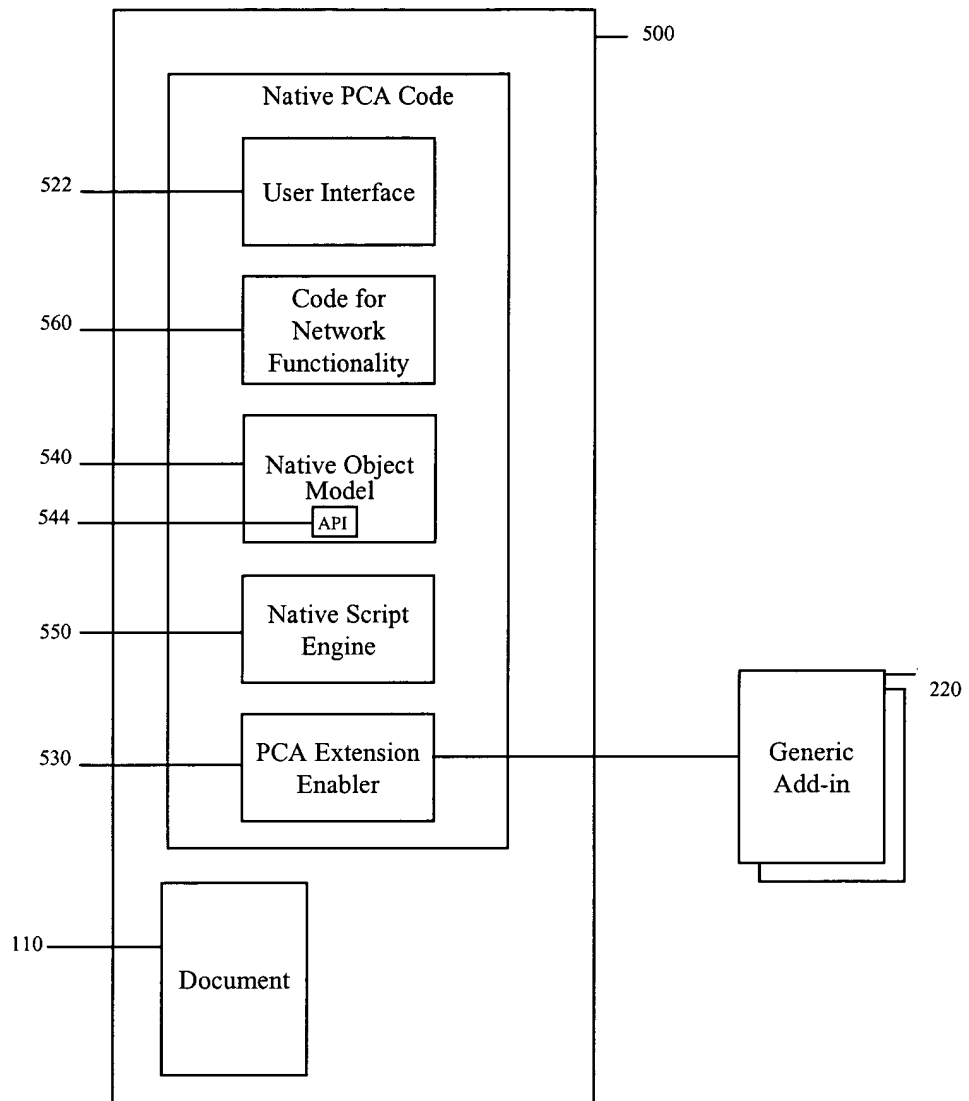 500
Native PCA Code
522
User Interface
560
Code for
Network
Functionality
540
Native Object
Model
544
API
550
Native Script
Engine
220
530
PCA Extension
Enabler
Generic
Add-in
110
Document